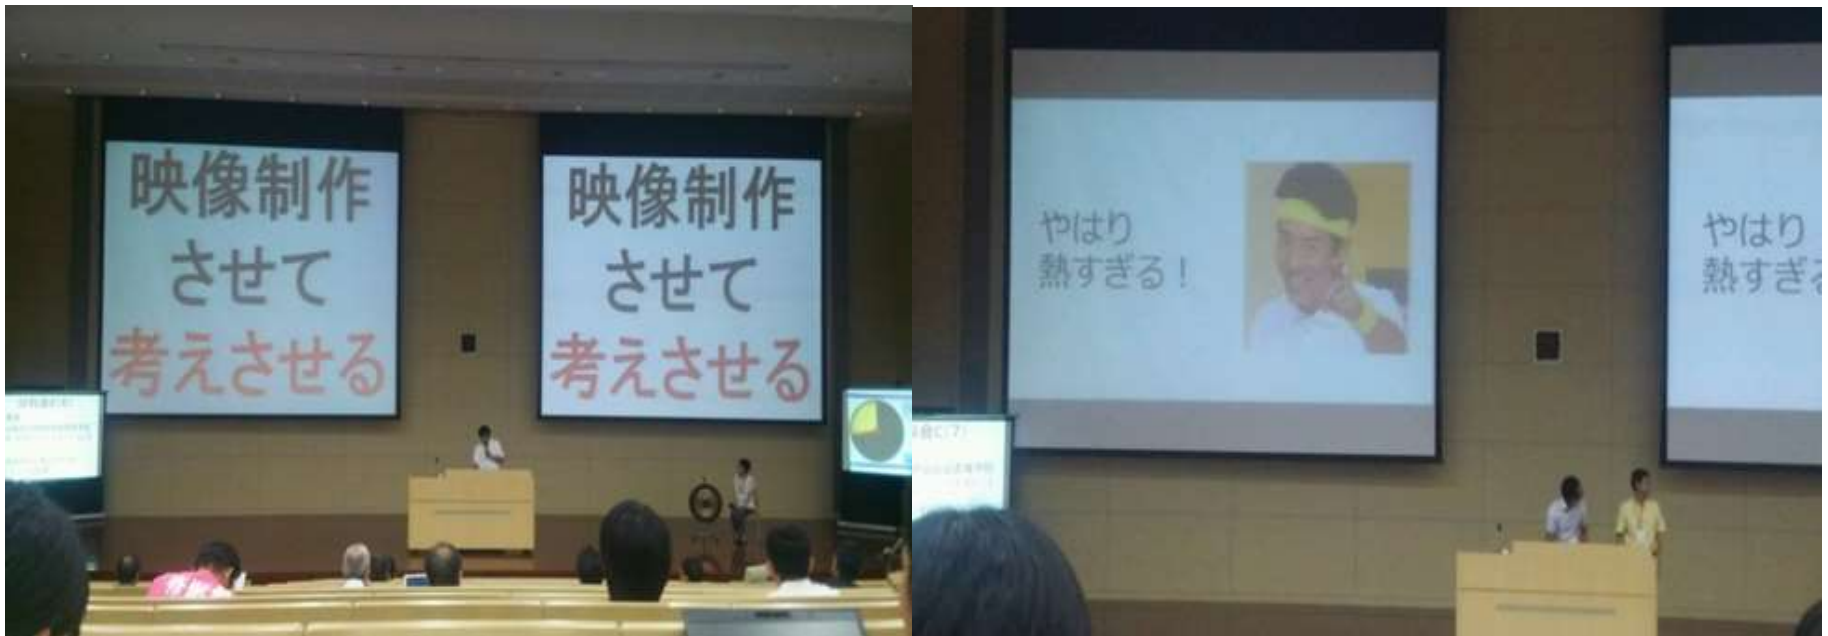 映像制作
させて
考えさせる
映像制作
させて
考えさせる
やはり
熱すぎる！
やはり
熱すぎる